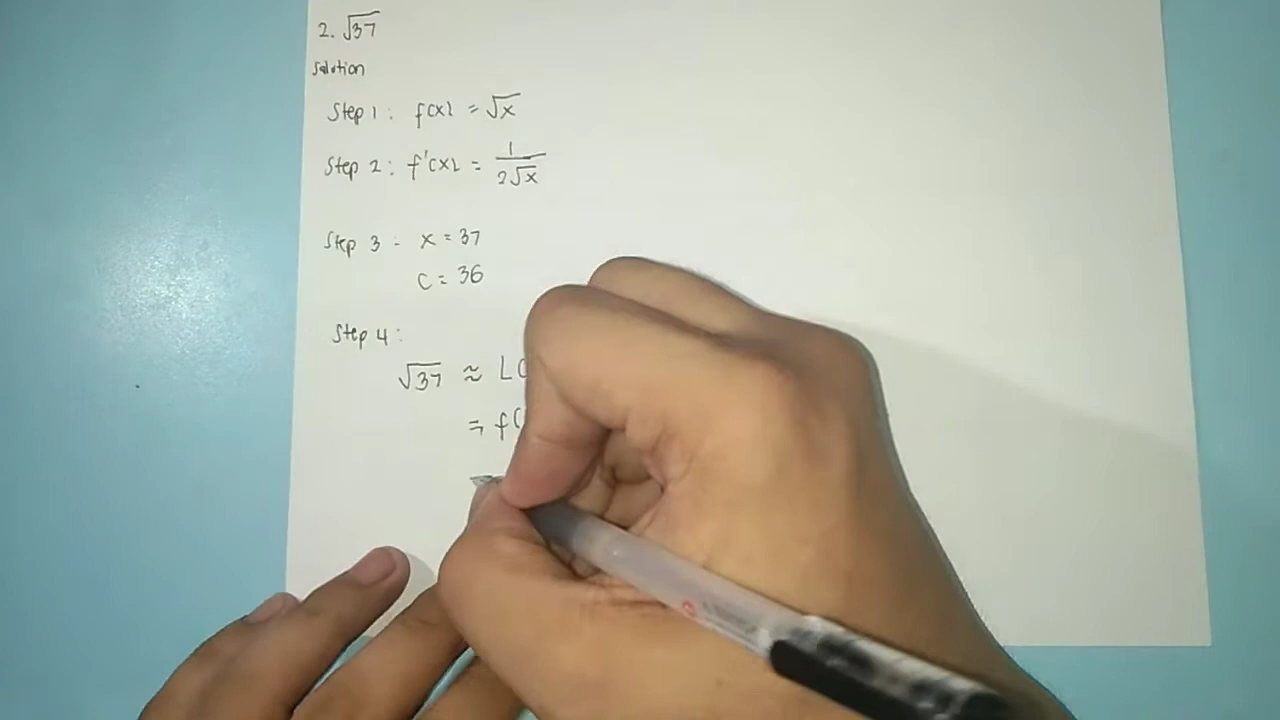 2. √37
Solution
Step 1: f(x) = √x
Step 2: f'(x) = 1/2√x
Step 3: x = 37
c = 36
Step 4:
√37 ≈ L(
= f(